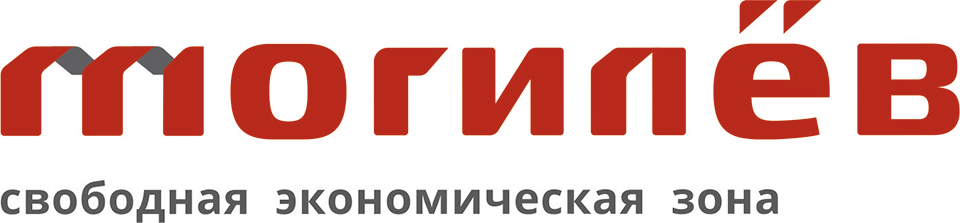 могилёв
свободная экономическая зона